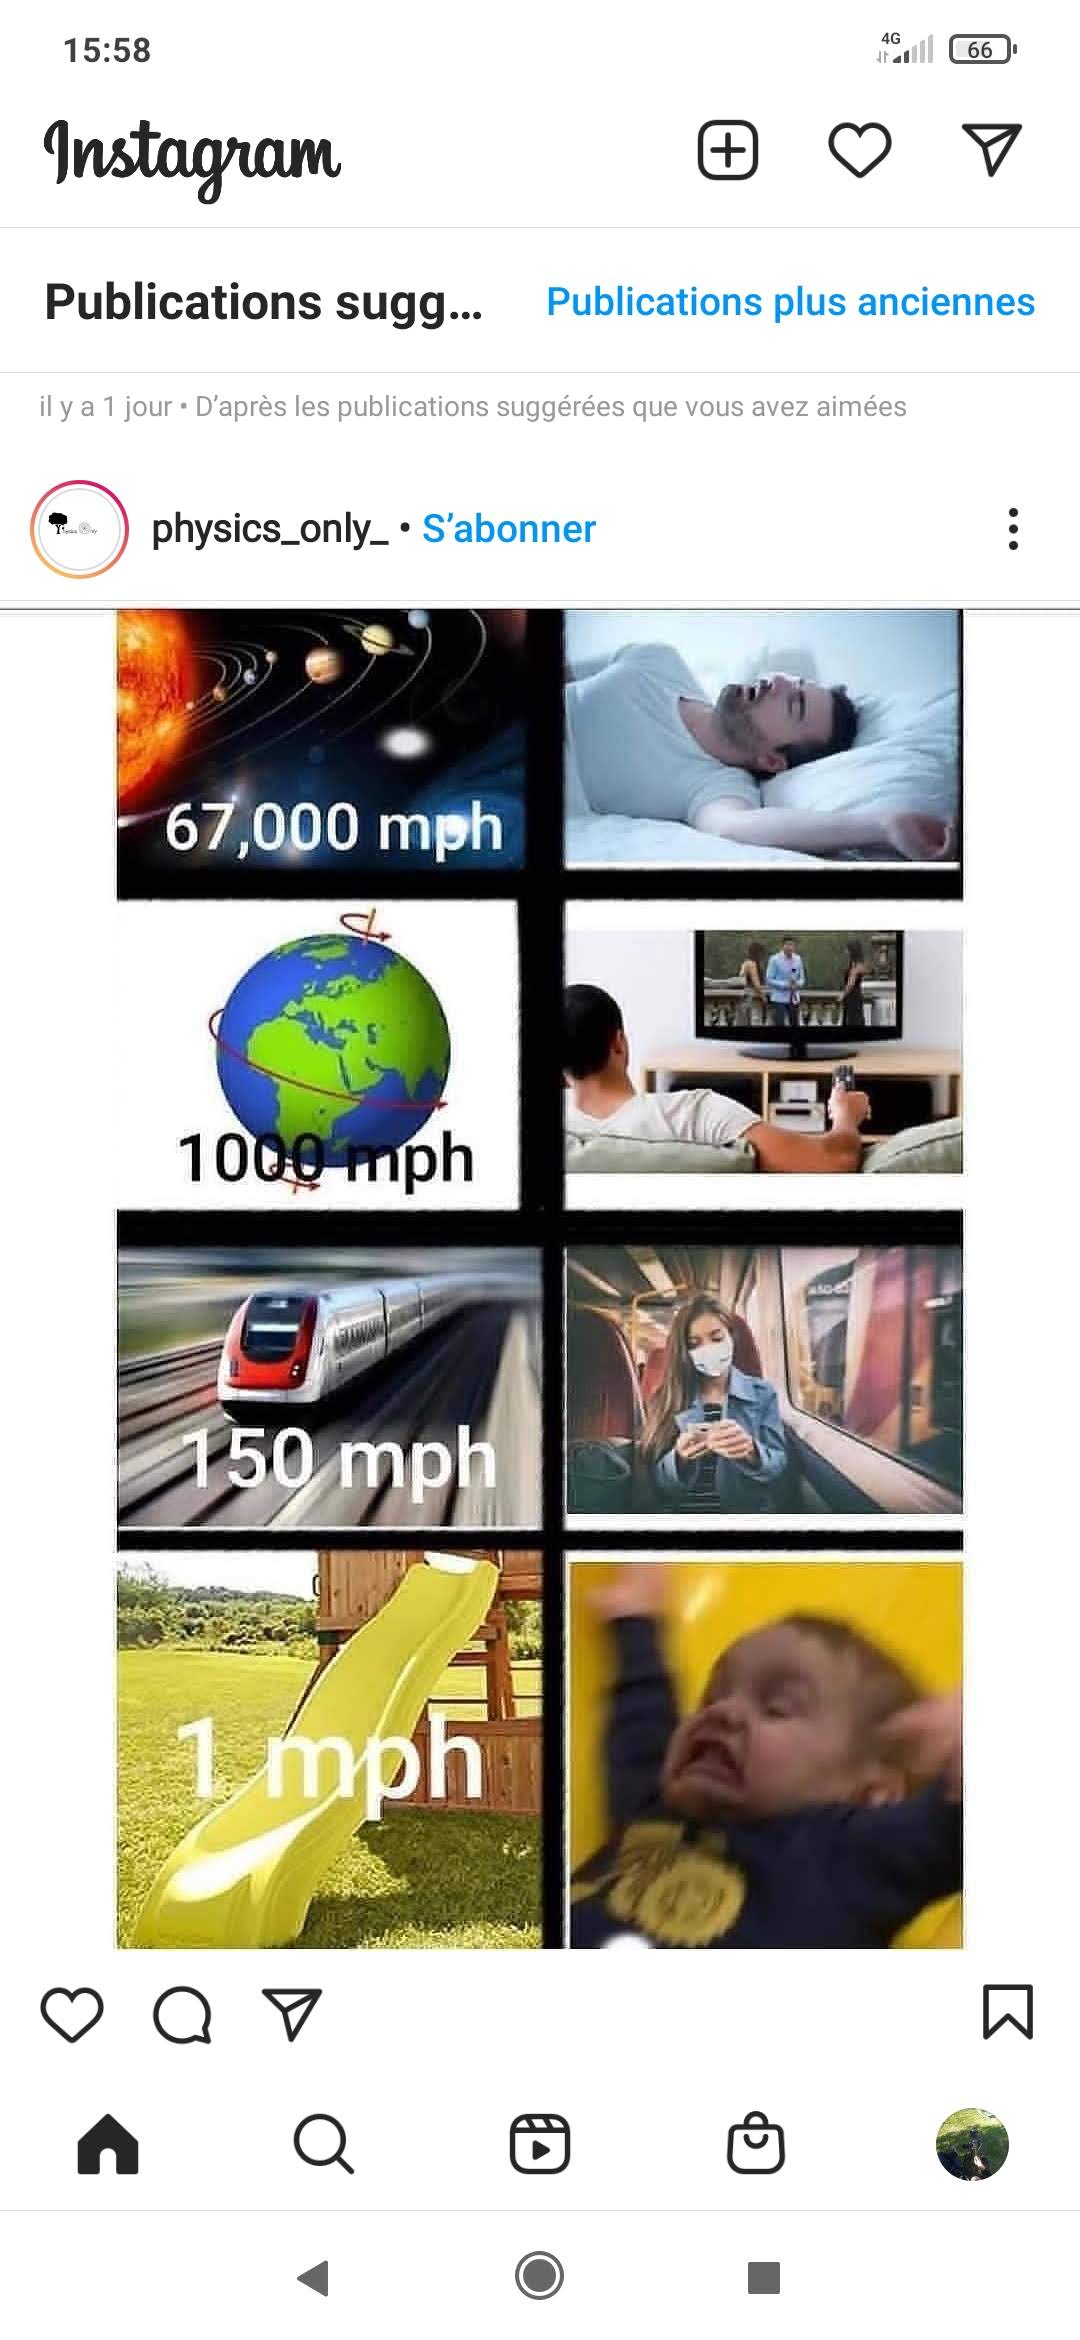 15:58
4G
66
Instagram
Publications sugg...
Publications plus anciennes
il y a 1 jour • D'après les publications suggérées que vous avez aimées
physics_only_ • S'abonner
67,000 mph
1000 mph
150 mph
1 mph